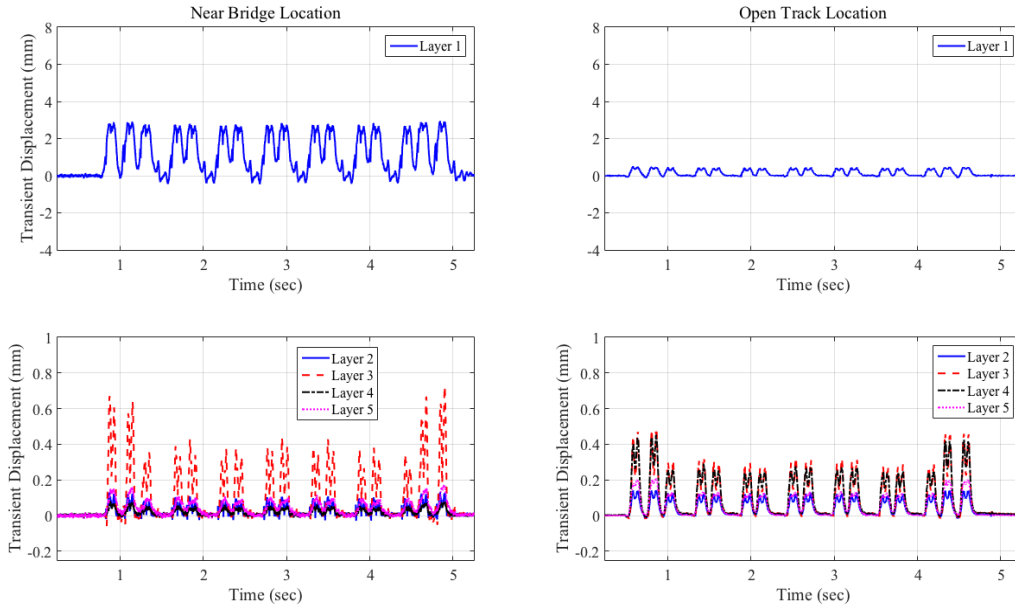 Near Bridge Location
Transient Displacement (mm)
8
6
4
2
0
-2
-4
Layer 1
1
2
3
4
5
Time (sec)
Open Track Location
Transient Displacement (mm)
8
6
4
2
0
-2
-4
Layer 1
1
2
3
4
5
Time (sec)
Transient Displacement (mm)
1
0.8
0.6
0.4
0.2
0
-0.2
Layer 2
Layer 3
Layer 4
Layer 5
1
2
3
4
5
Time (sec)
Transient Displacement (mm)
1
0.8
0.6
0.4
0.2
0
-0.2
Layer 2
Layer 3
Layer 4
Layer 5
1
2
3
4
5
Time (sec)